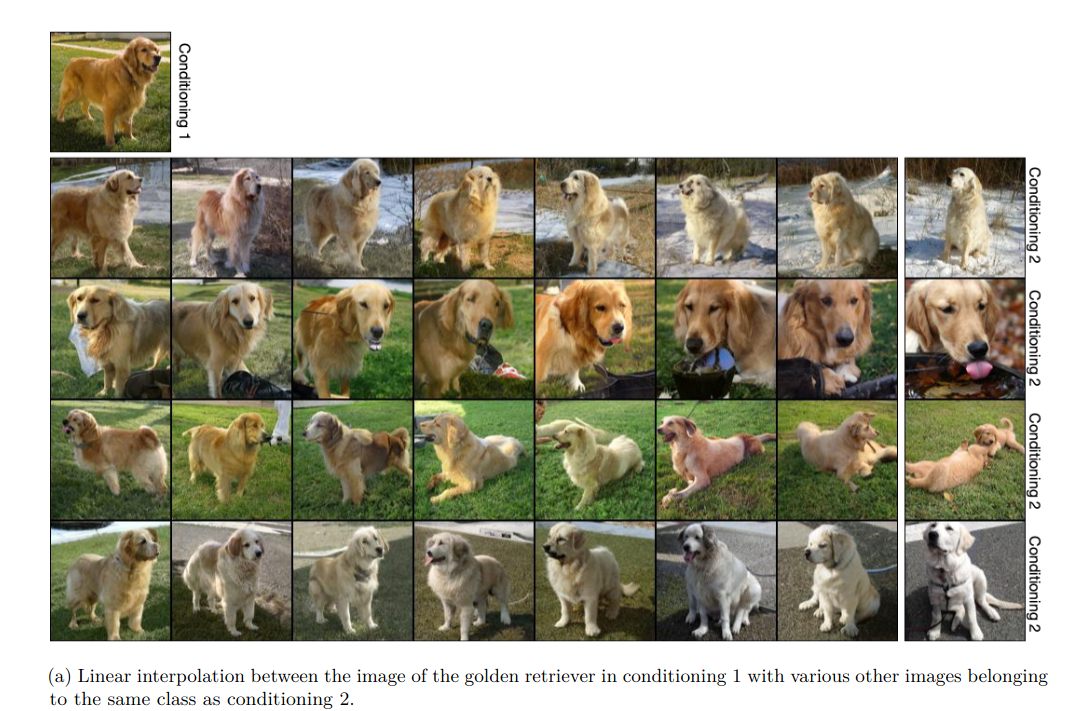 Conditioning 1
Conditioning 2
Conditioning 2
Conditioning 2
Conditioning 2
(a) Linear interpolation between the image of the golden retriever in conditioning 1 with various other images belonging
to the same class as conditioning 2.